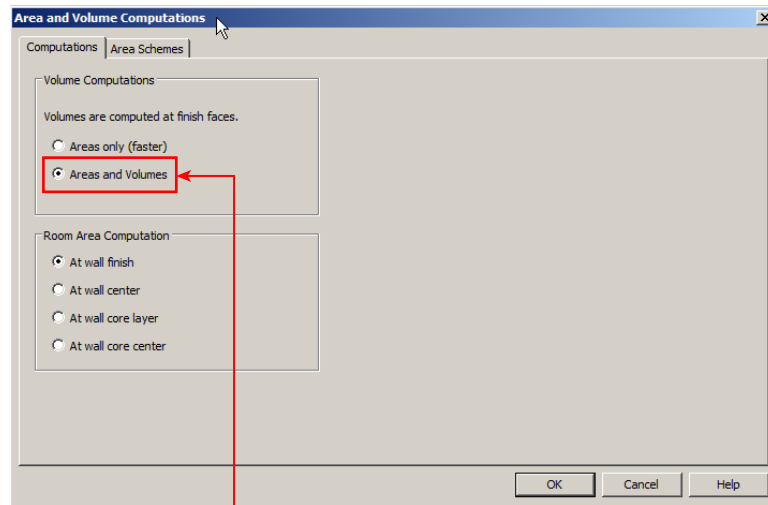 Area and Volume Computations
Computations
Area Schemes
Volume Computations
Volumes are computed at finish faces.
Areas only (faster)
Areas and Volumes
Room Area Computation
At wall finish
At wall center
At wall core layer
At wall core center
OK
Cancel
Help